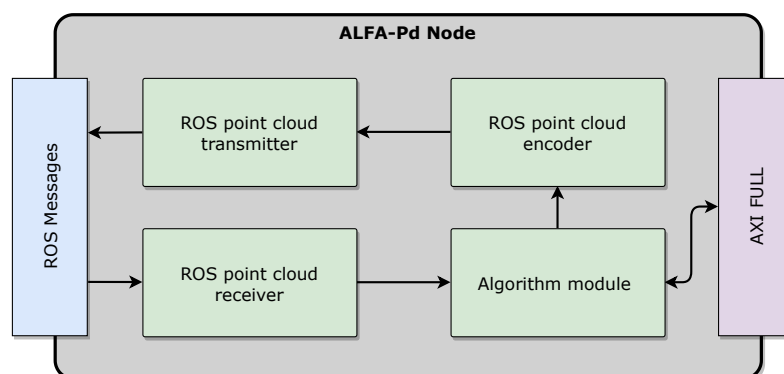 ALFA-Pd Node
ROS Messages
ROS point cloud
transmitter
ROS point cloud
encoder
ROS point cloud
receiver
Algorithm module
AXI FULL